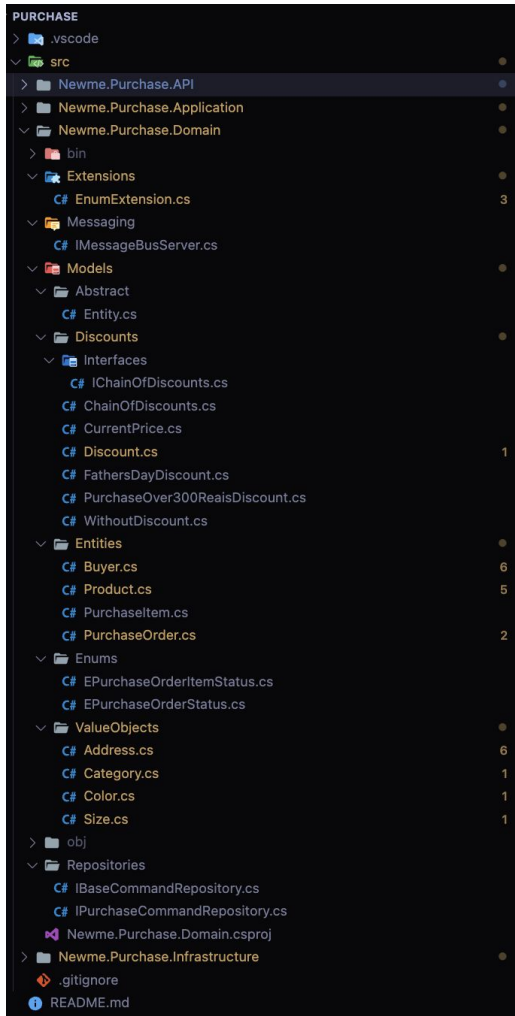 PURCHASE
.vscode
src
Newme.Purchase.API
Newme.Purchase.Application
Newme.Purchase.Domain
bin
Extensions
C# EnumExtension.cs 3
Messaging
C# IMessageBusServer.cs
Models
Abstract
C# Entity.cs
Discounts
Interfaces
C# IChainOfDiscounts.cs
C# ChainOfDiscounts.cs
C# CurrentPrice.cs
C# Discount.cs 1
C# FathersDayDiscount.cs
C# PurchaseOver300ReaisDiscount.cs
C# WithoutDiscount.cs
Entities
C# Buyer.cs 6
C# Product.cs 5
C# PurchaseItem.cs
C# PurchaseOrder.cs 2
Enums
C# EPurchaseOrderItemStatus.cs
C# EPurchaseOrderStatus.cs
ValueObjects
C# Address.cs 6
C# Category.cs 1
C# Color.cs 1
C# Size.cs 1
obj
Repositories
C# IBaseCommandRepository.cs
C# IPurchaseCommandRepository.cs
Newme.Purchase.Domain.csproj
Newme.Purchase.Infrastructure
.gitignore
README.md